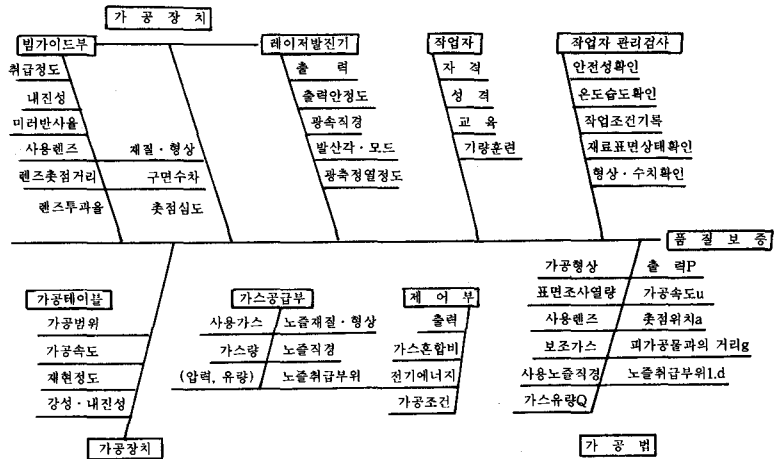 가 공 장 치
빔가이드부
취급정도
내진성
미러반사율
사용렌즈 재질·형상
렌즈촛점거리 구면수차
렌즈투과율 촛점심도
레이저발진기
출 력
출력안정도
광속직경
발산각·모드
광축정열정도
작업자
자 격
성 격
교 육
기량훈련
작업자 관리검사
안전성확인
온도습도확인
작업조건기록
재료표면상태확인
형상·수치확인
품 질 보 증
가공테이블
가공범위
가공속도
재현정도
강성·내진성
가공장치
가스공급부
사용가스 노즐재질·형상
가스량 노즐직경
(압력, 유량) 노즐취급부위
제 어 부
출력
가스혼합비
전기에너지
가공조건
가공형상 출 력P
표면조사열량 가공속도u
사용렌즈 촛점위치a
보조가스 피가공물과의 거리g
사용노즐직경 노즐취급부위l.d
가스유량Q
가 공 법